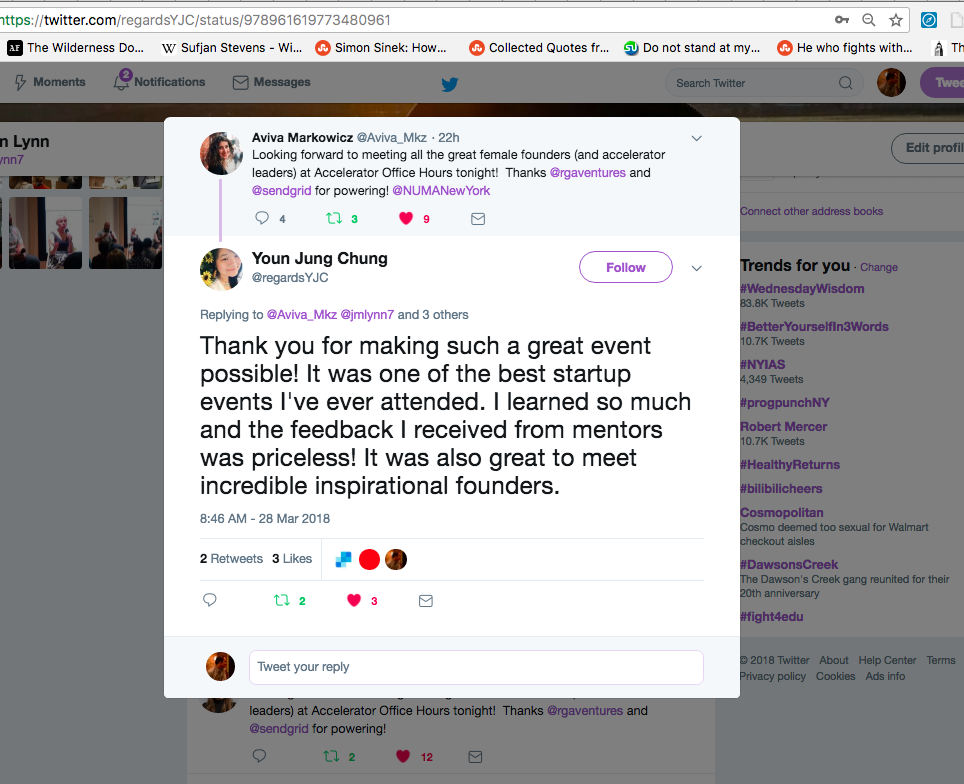 https://twitter.com/regardsYJC/status/978961619773480961
AF The Wilderness Do...
W Sufjan Stevens - Wi...
Simon Sinek: How...
Collected Quotes fr...
Do not stand at my...
He who fights with...
Th
Moments
2
Notifications
Messages
Search Twitter
Twee
n Lynn
nn7
Edit profil
Aviva Markowicz @Aviva_Mkz · 22h
Looking forward to meeting all the great female founders (and accelerator
leaders) at Accelerator Office Hours tonight! Thanks @rgaventures and
@sendgrid for powering! @NUMANewYork
4 3 9
Youn Jung Chung
@regardsYJC
Follow
Replying to @Aviva_Mkz @jmlynn7 and 3 others
Thank you for making such a great event
possible! It was one of the best startup
events I've ever attended. I learned so much
and the feedback I received from mentors
was priceless! It was also great to meet
incredible inspirational founders.
8:46 AM - 28 Mar 2018
2 Retweets 3 Likes
2 3
Tweet your reply
leaders) at Accelerator Office Hours tonight! Thanks @rgaventures and
@sendgrid for powering!
2 12
Connect other address books
Trends for you · Change
#WednesdayWisdom
83.8K Tweets
#BetterYourselfIn3Words
10.7K Tweets
#NYIAS
4,349 Tweets
#progpunchNY
Robert Mercer
10.7K Tweets
#HealthyReturns
#bilibilicheers
Cosmopolitan
Cosmo deemed too sexual for Walmart
checkout aisles
#DawsonsCreek
The Dawson's Creek gang reunited for their
20th anniversary
#fight4edu
© 2018 Twitter About Help Center Terms
Privacy policy Cookies Ads info